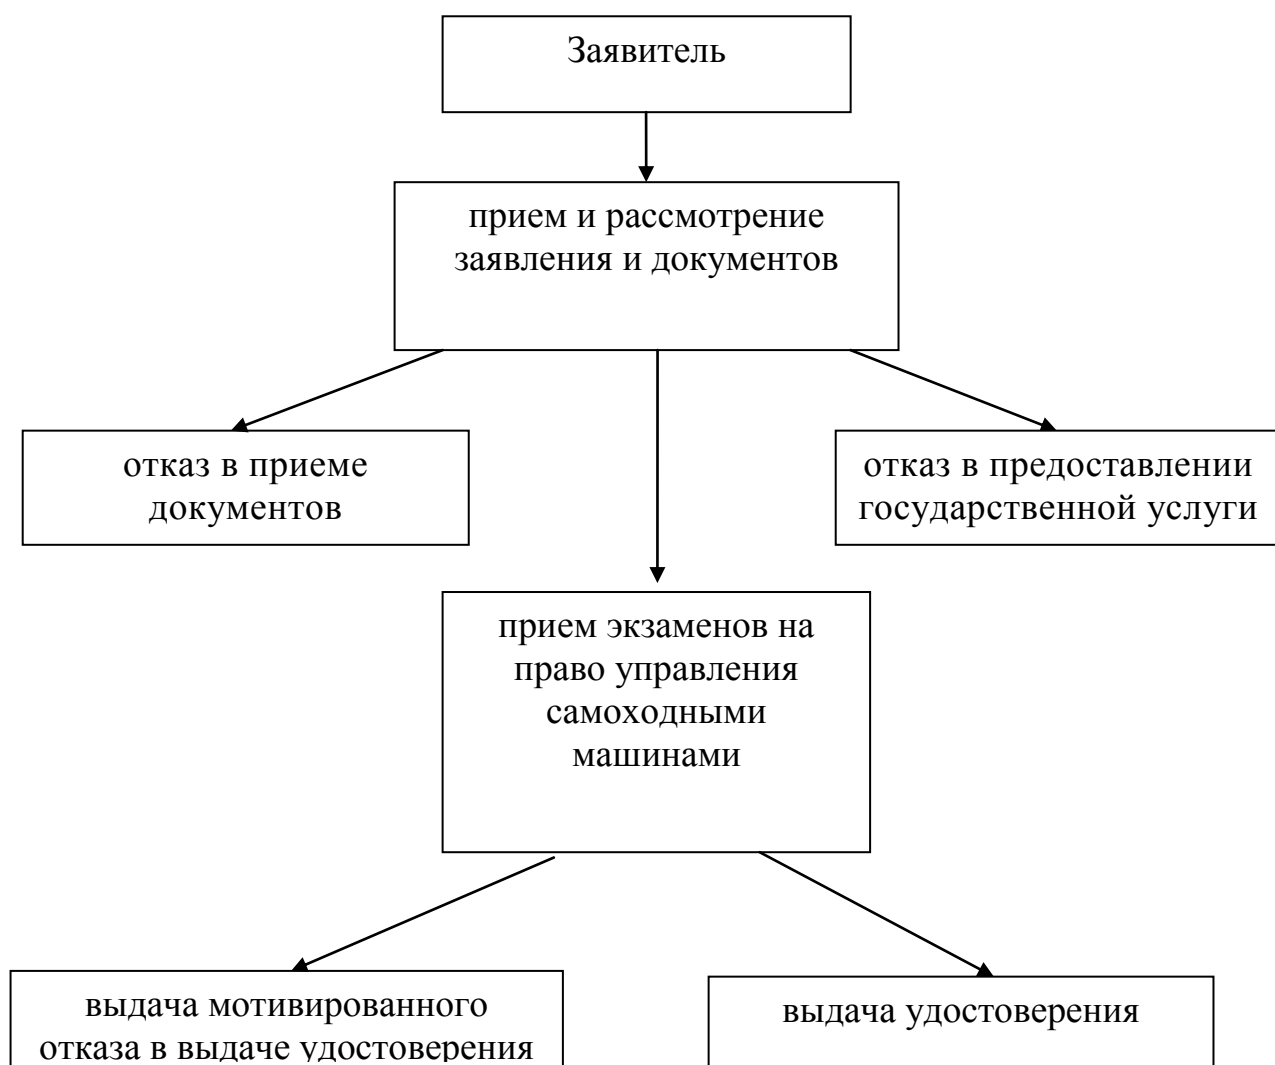 Заявитель
прием и рассмотрение
заявления и документов
отказ в приеме
документов
отказ в предоставлении
государственной услуги
прием экзаменов на
право управления
самоходными
машинами
выдача мотивированного
отказа в выдаче удостоверения
выдача удостоверения